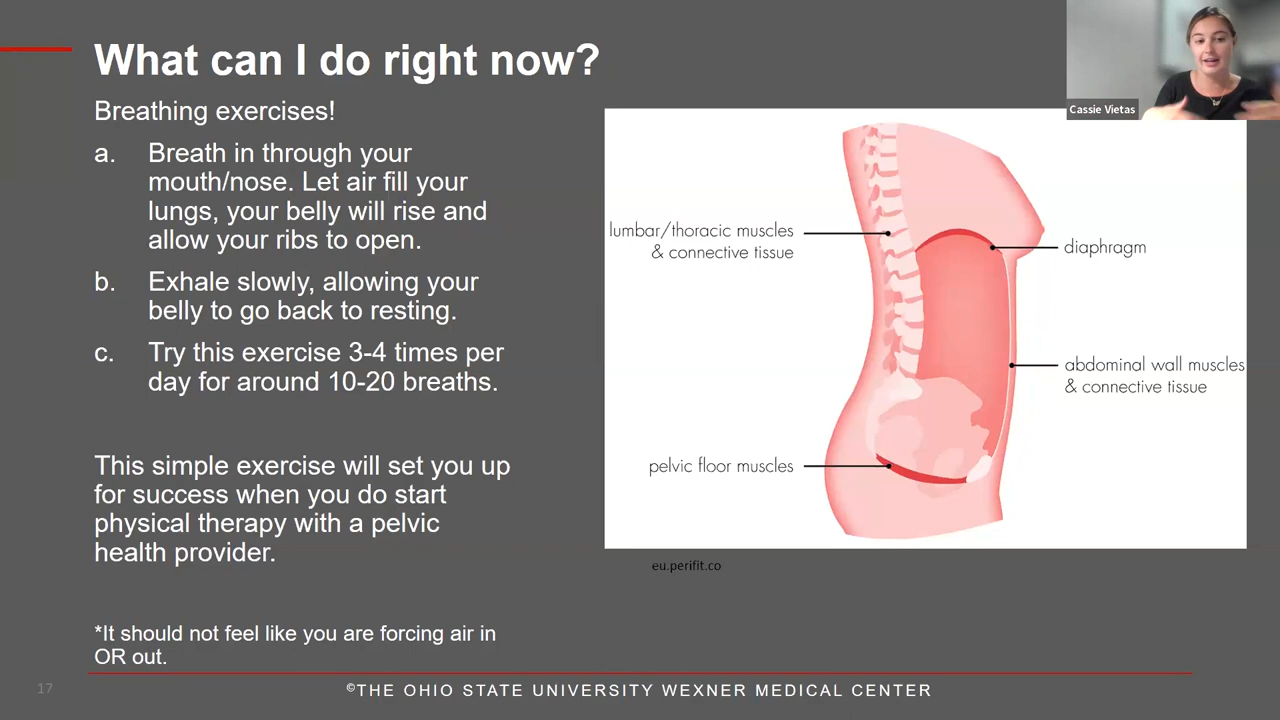 What can I do right now?
Cassie Vietas
Breathing exercises!
a. Breath in through your
mouth/nose. Let air fill your
lungs, your belly will rise and
allow your ribs to open.
b. Exhale slowly, allowing your
belly to go back to resting.
c. Try this exercise 3-4 times per
day for around 10-20 breaths.
This simple exercise will set you up
for success when you do start
physical therapy with a pelvic
health provider.
*It should not feel like you are forcing air in
OR out.
lumbar/thoracic muscles
& connective tissue
diaphragm
abdominal wall muscles
& connective tissue
pelvic floor muscles
eu.perifit.co
17
©THE OHIO STATE UNIVERSITY WEXNER MEDICAL CENTER